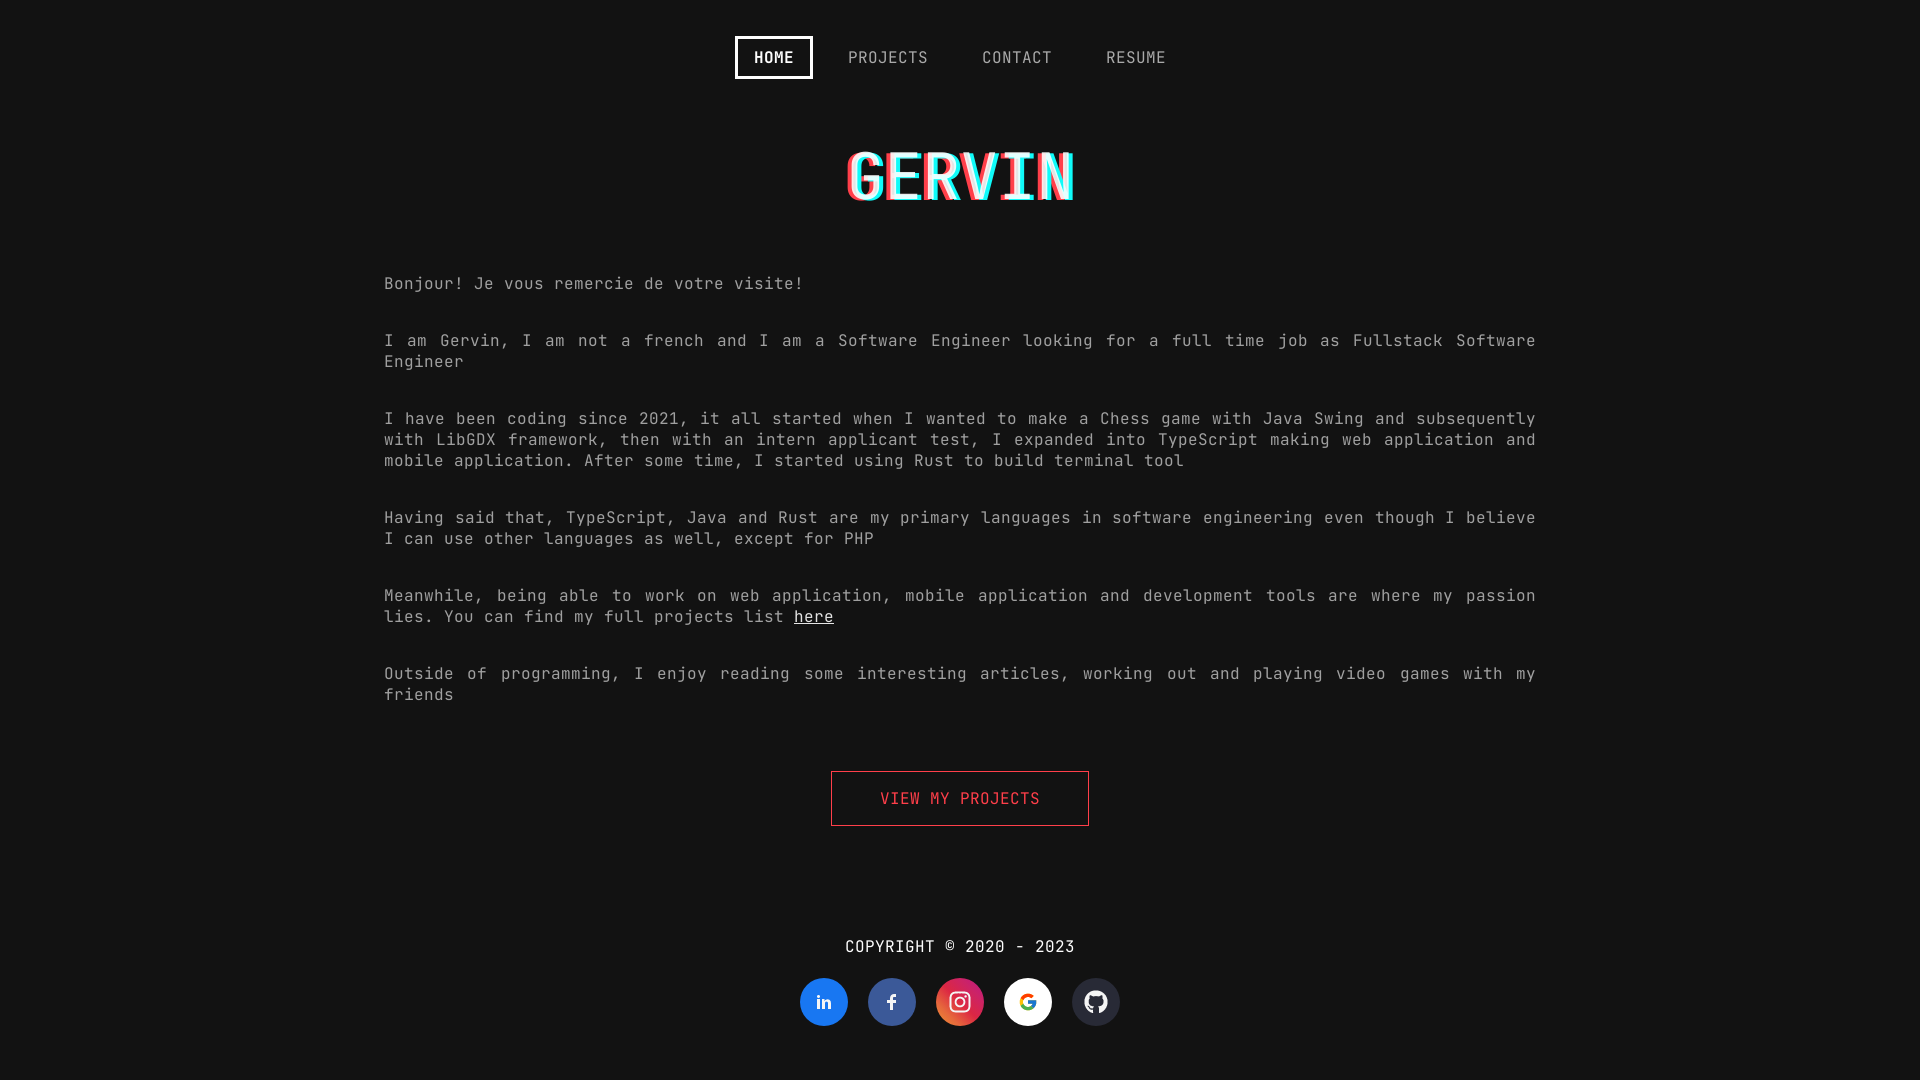 HOME PROJECTS CONTACT RESUME
GERVIN
Bonjour! Je vous remercie de votre visite!
I am Gervin, I am not a french and I am a Software Engineer looking for a full time job as Fullstack Software
Engineer
I have been coding since 2021, it all started when I wanted to make a Chess game with Java Swing and subsequently
with LibGDX framework, then with an intern applicant test, I expanded into TypeScript making web application and
mobile application. After some time, I started using Rust to build terminal tool
Having said that, TypeScript, Java and Rust are my primary languages in software engineering even though I believe
I can use other languages as well, except for PHP
Meanwhile, being able to work on web application, mobile application and development tools are where my passion
lies. You can find my full projects list here
Outside of programming, I enjoy reading some interesting articles, working out and playing video games with my
friends
VIEW MY PROJECTS
COPYRIGHT © 2020 - 2023
in f G